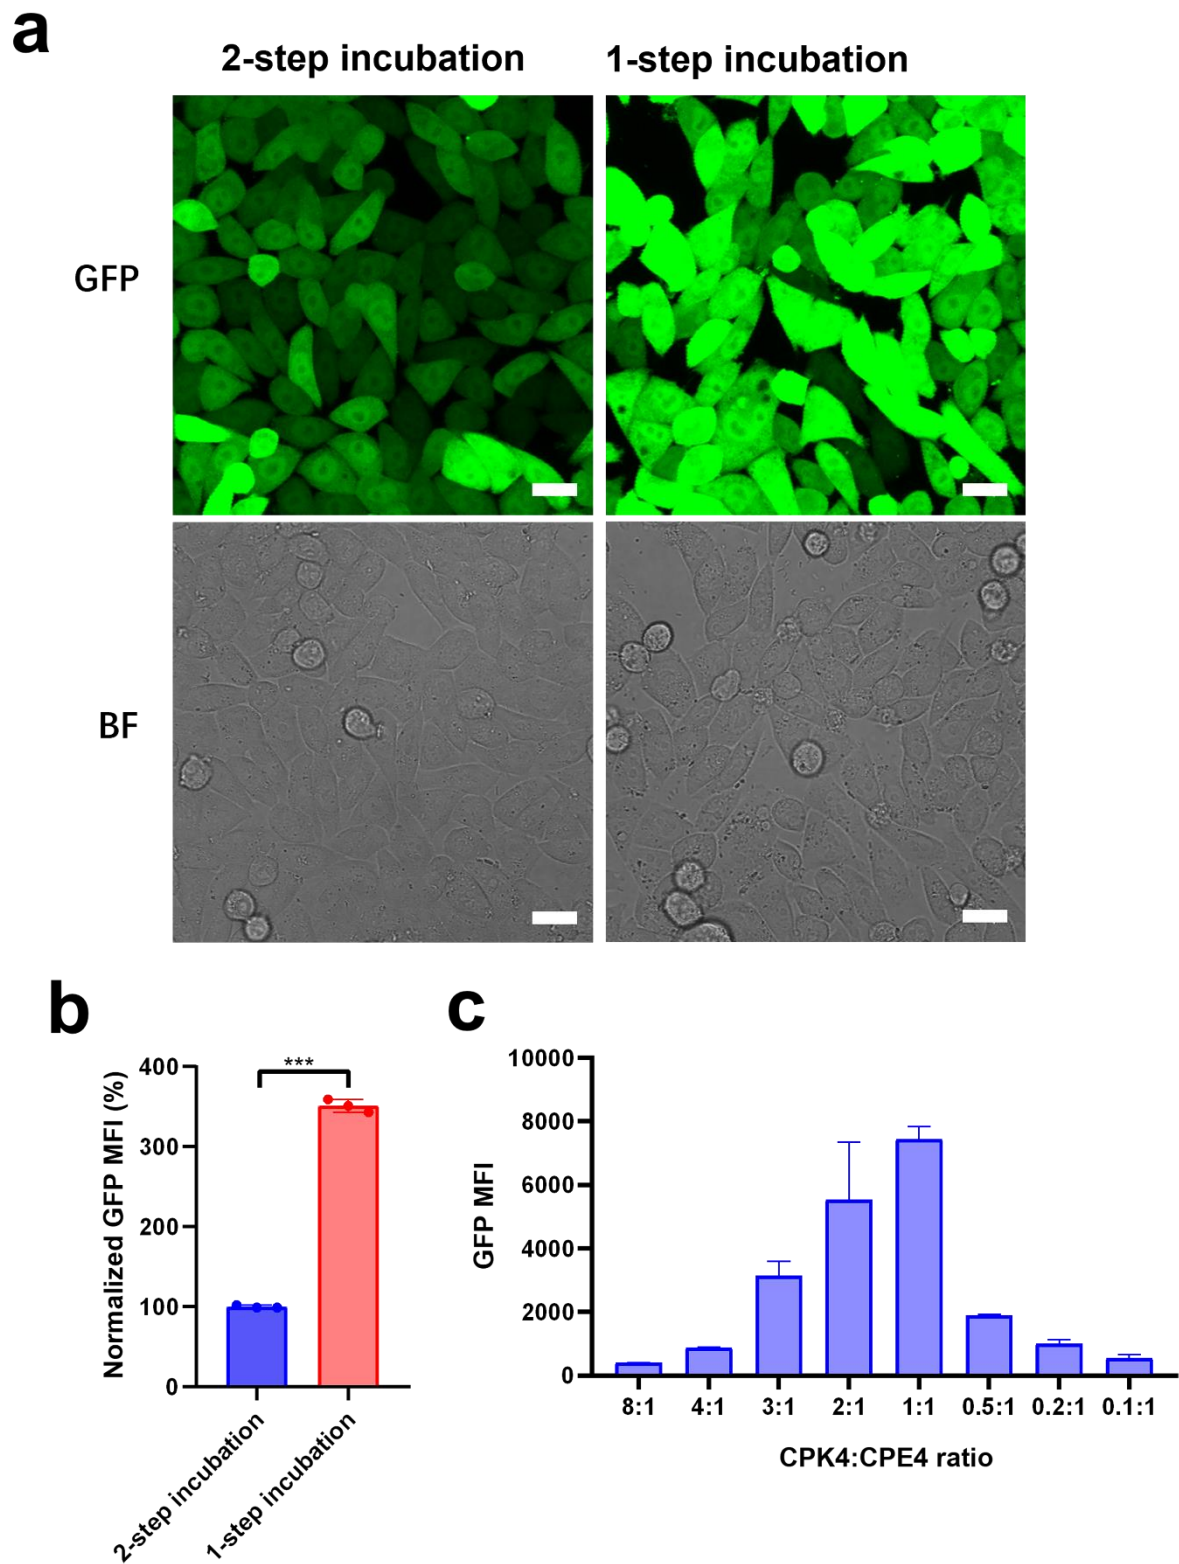 a
2-step incubation 1-step incubation
GFP
BF
b
Normalized GFP MFI (%)
400
300
200
100
0
***
2-step incubation
1-step incubation
c
GFP MFI
10000
8000
6000
4000
2000
0
8:1 4:1 3:1 2:1 1:1 0.5:1 0.2:1 0.1:1
CPK4:CPE4 ratio